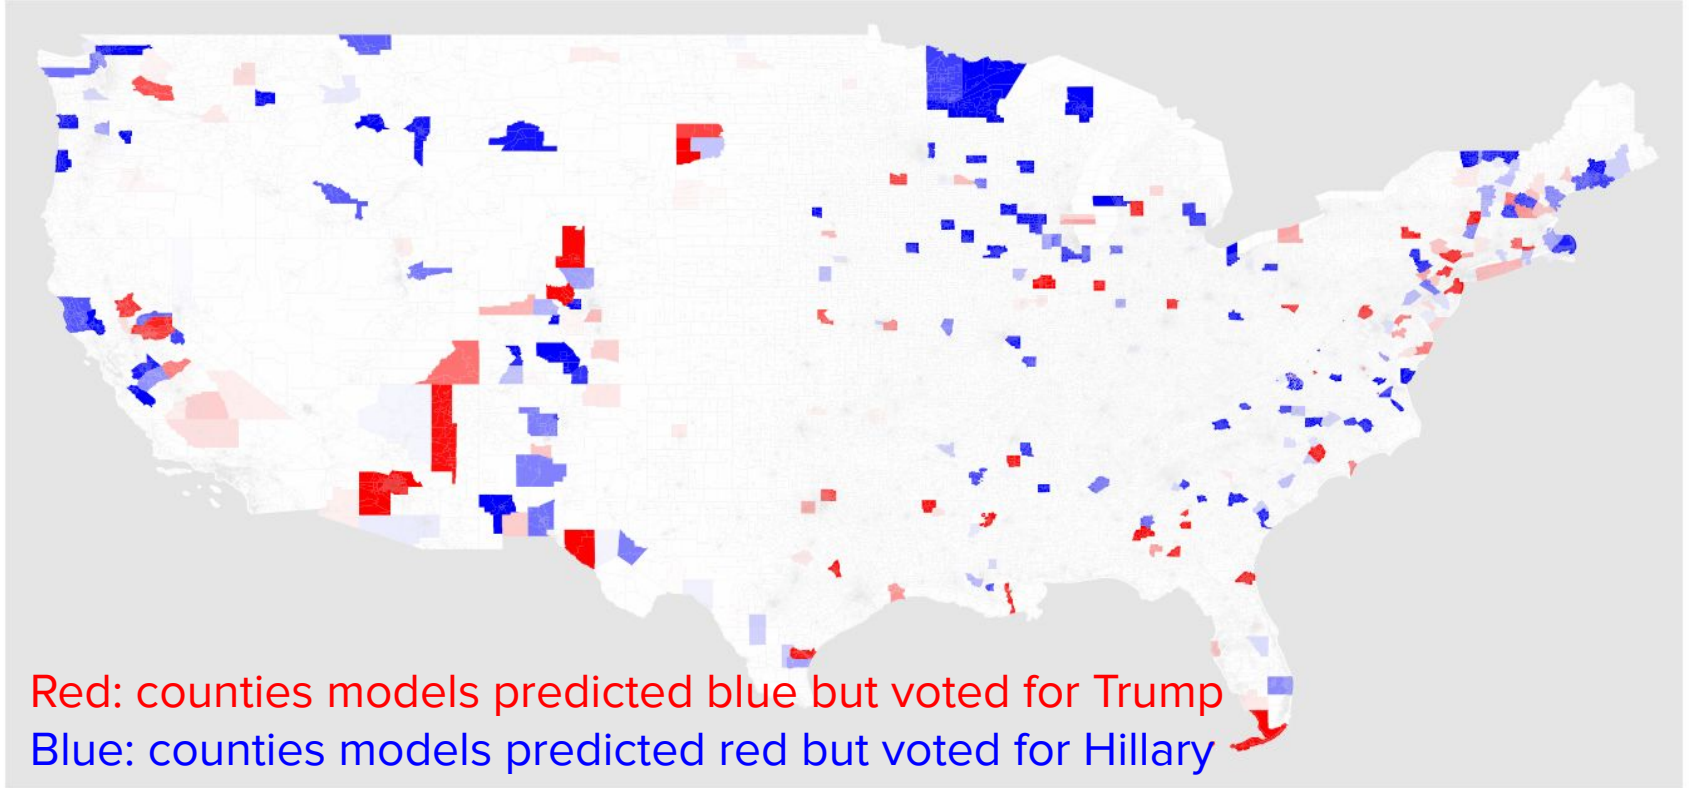 Red: counties models predicted blue but voted for Trump
Blue: counties models predicted red but voted for Hillary